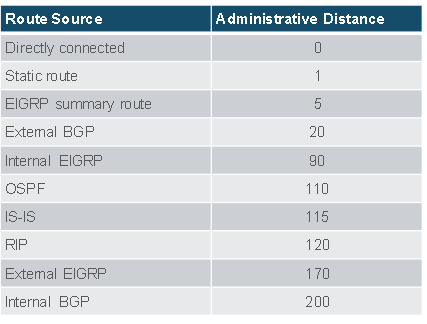 Route Source Administrative Distance
Directly connected 0
Static route 1
EIGRP summary route 5
External BGP 20
Internal EIGRP 90
OSPF 110
IS-IS 115
RIP 120
External EIGRP 170
Internal BGP 200